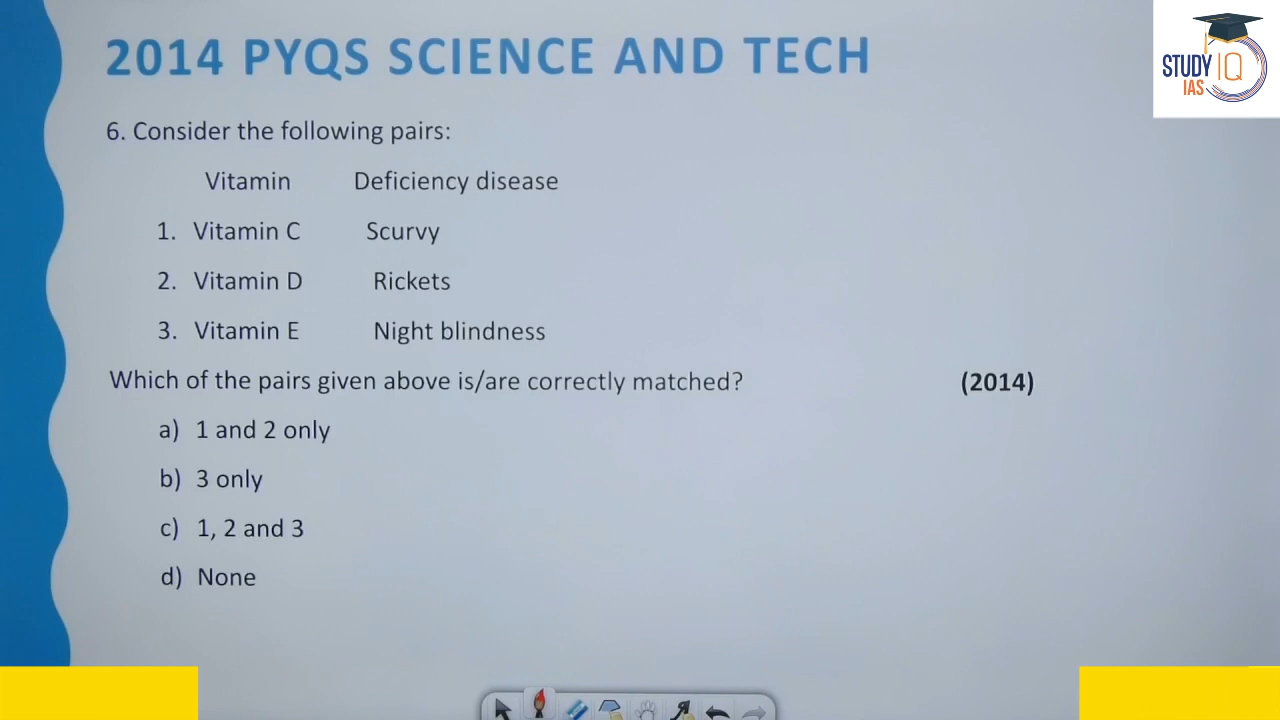 2014 PYQS SCIENCE AND TECH
STUDY IQ
IAS
6. Consider the following pairs:
Vitamin Deficiency disease
1. Vitamin C Scurvy
2. Vitamin D Rickets
3. Vitamin E Night blindness
Which of the pairs given above is/are correctly matched? (2014)
a) 1 and 2 only
b) 3 only
c) 1, 2 and 3
d) None